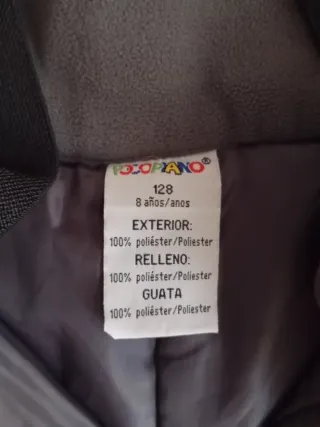 POCOPIANO®
128
8 años/anos
EXTERIOR:
100% poliéster/Poliester
RELLENO:
100% poliéster/Poliester
GUATA
100% poliéster/Poliester